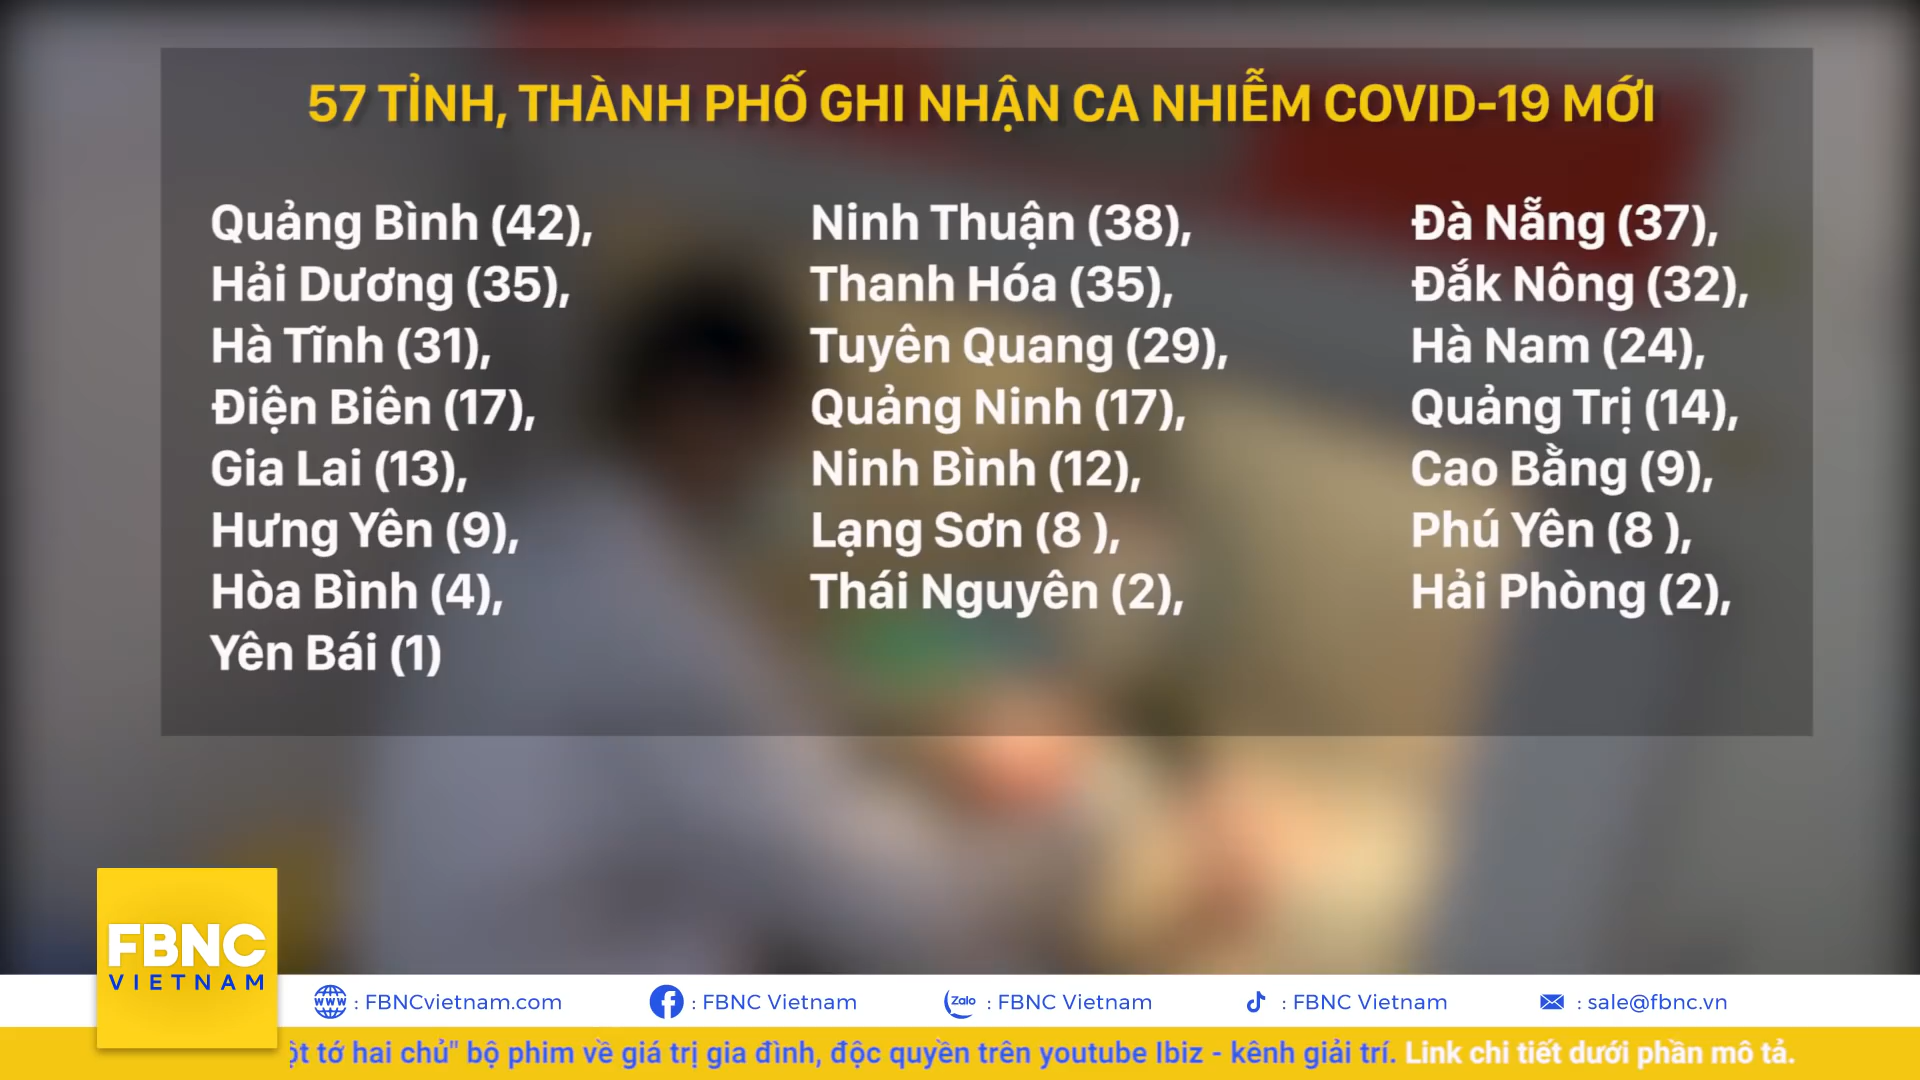 57 TỈNH, THÀNH PHỐ GHI NHẬN CA NHIỄM COVID-19 MỚI
Quảng Bình (42), Ninh Thuận (38), Đà Nẵng (37),
Hải Dương (35), Thanh Hóa (35), Đắk Nông (32),
Hà Tĩnh (31), Tuyên Quang (29), Hà Nam (24),
Điện Biên (17), Quảng Ninh (17), Quảng Trị (14),
Gia Lai (13), Ninh Bình (12), Cao Bằng (9),
Hưng Yên (9), Lạng Sơn (8 ), Phú Yên (8 ),
Hòa Bình (4), Thái Nguyên (2), Hải Phòng (2),
Yên Bái (1)
FBNC
VIETNAM
www : FBNCvietnam.com : FBNC Vietnam Zalo : FBNC Vietnam : FBNC Vietnam : sale@fbnc.vn
tớ hai chủ" bộ phim về giá trị gia đình, độc quyền trên youtube Ibiz - kênh giải trí. Link chi tiết dưới phần mô tả.